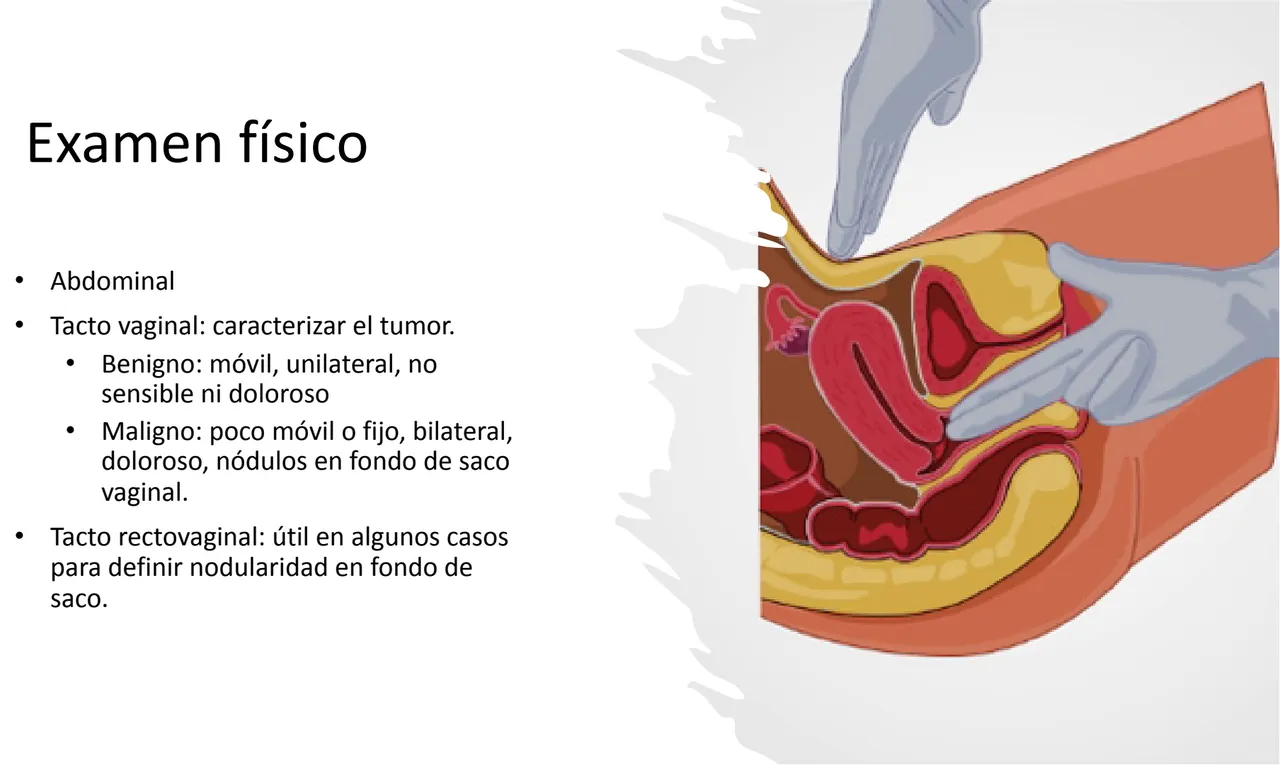 Examen físico
• Abdominal
• Tacto vaginal: caracterizar el tumor.
• Benigno: móvil, unilateral, no
sensible ni doloroso
• Maligno: poco móvil o fijo, bilateral,
doloroso, nódulos en fondo de saco
vaginal.
• Tacto rectovaginal: útil en algunos casos
para definir nodularidad en fondo de
saco.